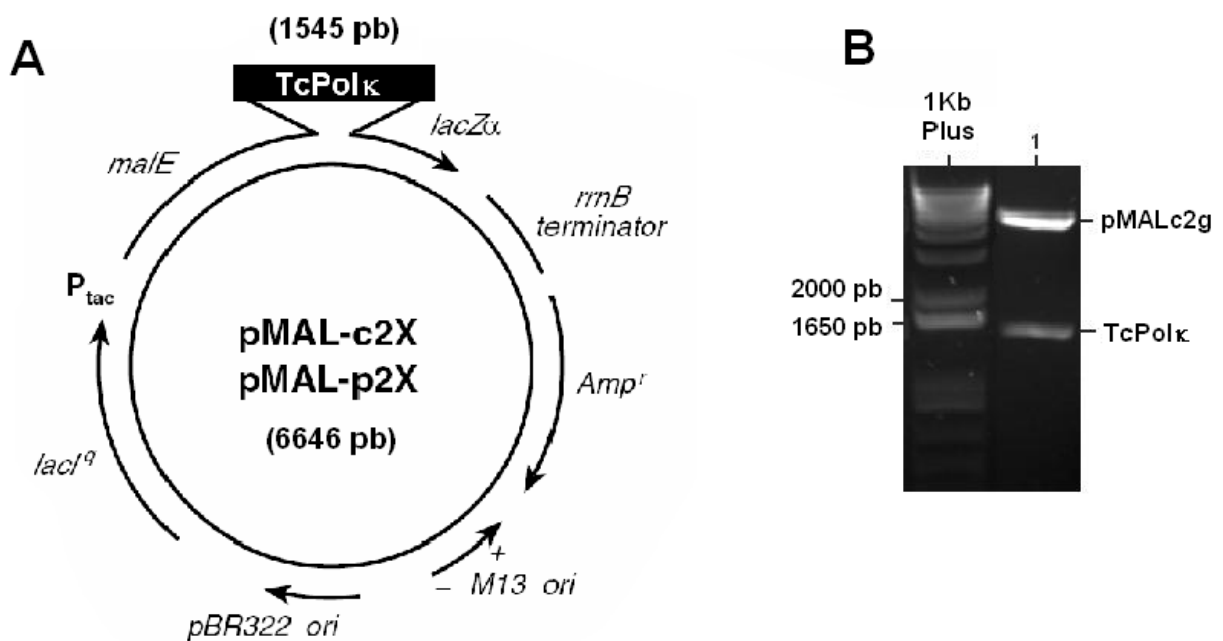 A
(1545 pb)
TcPolκ
lacZα
malE
rrnB
terminator
Ptac
pMAL-c2X
pMAL-p2X
(6646 pb)
Ampr
lacIq
+
− M13 ori
pBR322 ori
B
1Kb
Plus
1
pMALc2g
2000 pb
1650 pb
TcPolκ